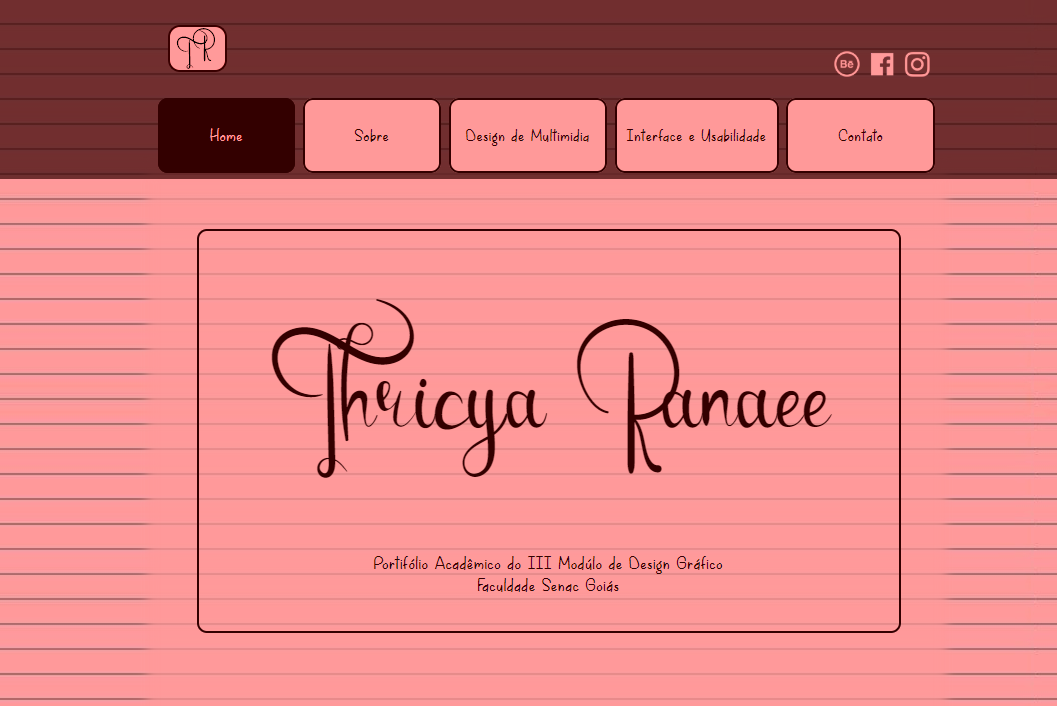 TR
Bē
Home
Sobre
Design de Multimidia
Interface e Usabilidade
Contato
Thricya Ranaee
Portifólio Acadêmico do III Modúlo de Design Gráfico
Faculdade Senac Goiás